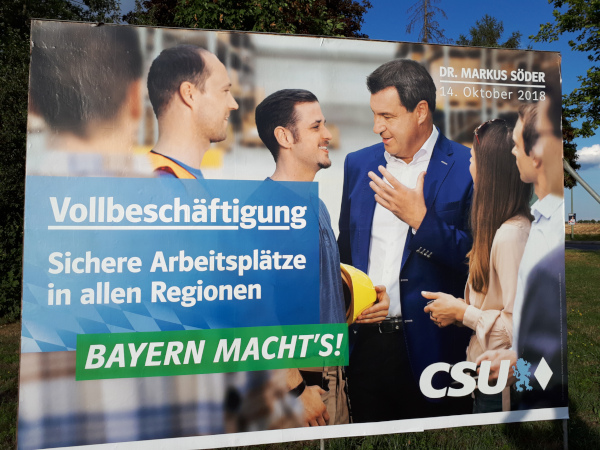 DR. MARKUS SÖDER
14. Oktober 2018
Vollbeschäftigung
Sichere Arbeitsplätze
in allen Regionen
BAYERN MACHT'S!
CSU